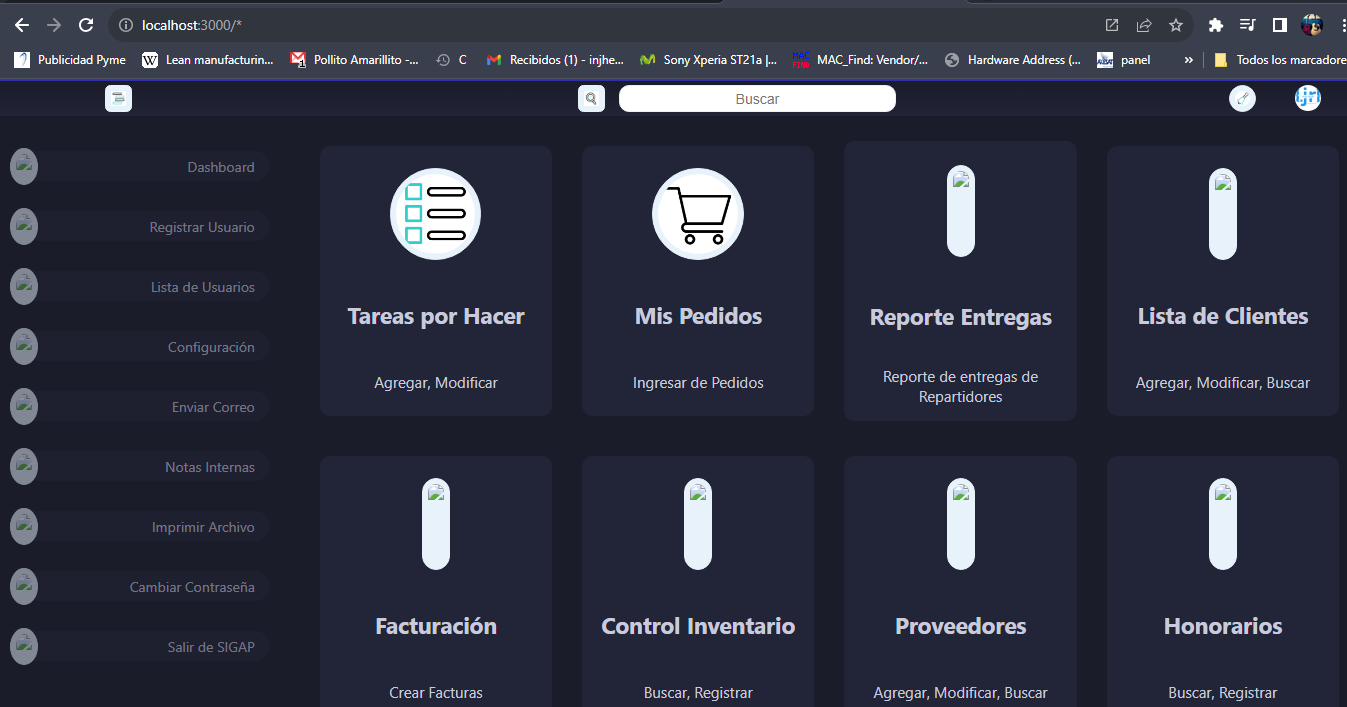 localhost:3000/*
Publicidad Pyme
W Lean manufacturin...
1 Pollito Amarillito -...
C
Recibidos (1) - injhe...
Sony Xperia ST21a |...
MAC FIND MAC_Find: Vendor/...
Hardware Address (...
panel
»
Todos los marcadore
Buscar
Dashboard
Registrar Usuario
Lista de Usuarios
Configuración
Enviar Correo
Notas Internas
Imprimir Archivo
Cambiar Contraseña
Salir de SIGAP
Tareas por Hacer
Agregar, Modificar
Mis Pedidos
Ingresar de Pedidos
Reporte Entregas
Reporte de entregas de
Repartidores
Lista de Clientes
Agregar, Modificar, Buscar
Facturación
Crear Facturas
Control Inventario
Buscar, Registrar
Proveedores
Agregar, Modificar, Buscar
Honorarios
Buscar, Registrar